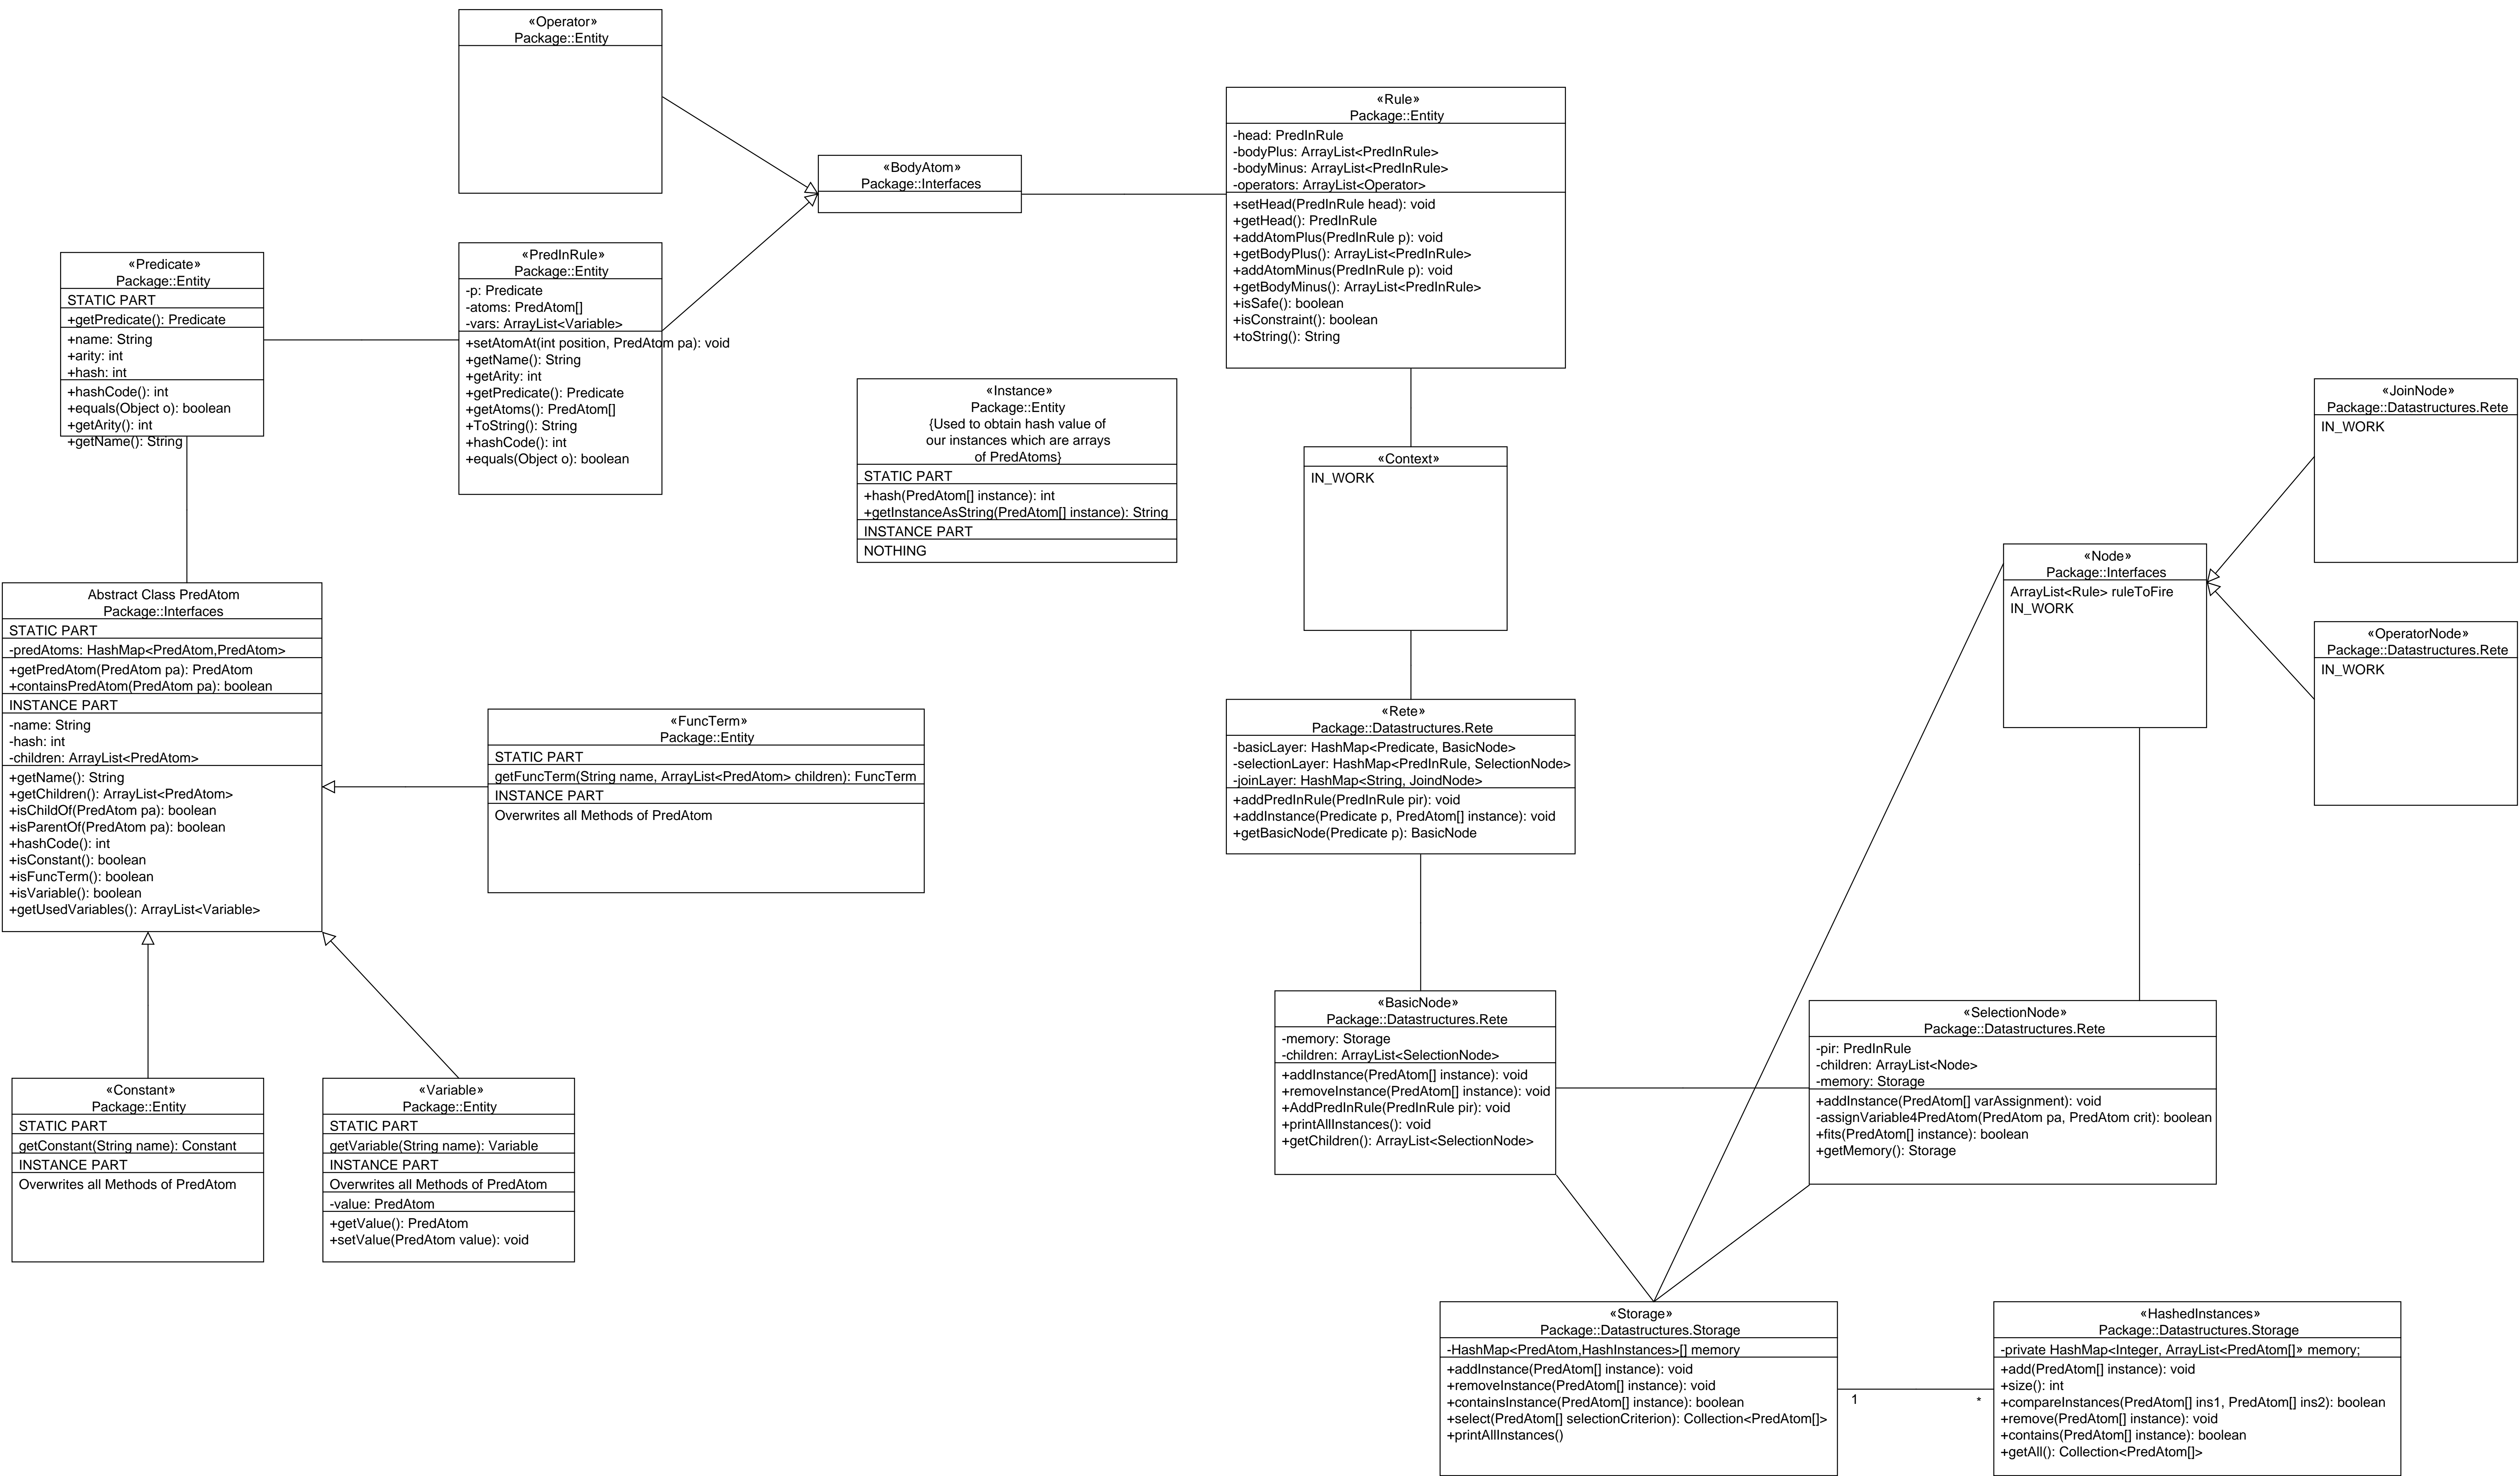 «Operator»
Package::Entity
«BodyAtom»
Package::Interfaces
«Rule»
Package::Entity
-head: PredInRule
-bodyPlus: ArrayList<PredInRule>
-bodyMinus: ArrayList<PredInRule>
-operators: ArrayList<Operator>
+setHead(PredInRule head): void
+getHead(): PredInRule
+addAtomPlus(PredInRule p): void
+getBodyPlus(): ArrayList<PredInRule>
+addAtomMinus(PredInRule p): void
+getBodyMinus(): ArrayList<PredInRule>
+isSafe(): boolean
+isConstraint(): boolean
+toString(): String
«Predicate»
Package::Entity
STATIC PART
+getPredicate(): Predicate
+name: String
+arity: int
+hash: int
+hashCode(): int
+equals(Object o): boolean
+getArity(): int
+getName(): String
«PredInRule»
Package::Entity
-p: Predicate
-atoms: PredAtom[]
-vars: ArrayList<Variable>
+setAtomAt(int position, PredAtom pa): void
+getName(): String
+getArity: int
+getPredicate(): Predicate
+getAtoms(): PredAtom[]
+ToString(): String
+hashCode(): int
+equals(Object o): boolean
«Instance»
Package::Entity
{Used to obtain hash value of
our instances which are arrays
of PredAtoms}
STATIC PART
+hash(PredAtom[] instance): int
+getInstanceAsString(PredAtom[] instance): String
INSTANCE PART
NOTHING
«Context»
IN_WORK
«JoinNode»
Package::Datastructures.Rete
IN_WORK
«Node»
Package::Interfaces
ArrayList<Rule> ruleToFire
IN_WORK
«OperatorNode»
Package::Datastructures.Rete
IN_WORK
Abstract Class PredAtom
Package::Interfaces
STATIC PART
-predAtoms: HashMap<PredAtom,PredAtom>
+getPredAtom(PredAtom pa): PredAtom
+containsPredAtom(PredAtom pa): boolean
INSTANCE PART
-name: String
-hash: int
-children: ArrayList<PredAtom>
+getName(): String
+getChildren(): ArrayList<PredAtom>
+isChildOf(PredAtom pa): boolean
+isParentOf(PredAtom pa): boolean
+hashCode(): int
+isConstant(): boolean
+isFuncTerm(): boolean
+isVariable(): boolean
+getUsedVariables(): ArrayList<Variable>
«FuncTerm»
Package::Entity
STATIC PART
getFuncTerm(String name, ArrayList<PredAtom> children): FuncTerm
INSTANCE PART
Overwrites all Methods of PredAtom
«Rete»
Package::Datastructures.Rete
-basicLayer: HashMap<Predicate, BasicNode>
-selectionLayer: HashMap<PredInRule, SelectionNode>
-joinLayer: HashMap<String, JoindNode>
+addPredInRule(PredInRule pir): void
+addInstance(Predicate p, PredAtom[] instance): void
+getBasicNode(Predicate p): BasicNode
«BasicNode»
Package::Datastructures.Rete
-memory: Storage
-children: ArrayList<SelectionNode>
+addInstance(PredAtom[] instance): void
+removeInstance(PredAtom[] instance): void
+AddPredInRule(PredInRule pir): void
+printAllInstances(): void
+getChildren(): ArrayList<SelectionNode>
«SelectionNode»
Package::Datastructures.Rete
-pir: PredInRule
-children: ArrayList<Node>
-memory: Storage
+addInstance(PredAtom[] varAssignment): void
-assignVariable4PredAtom(PredAtom pa, PredAtom crit): boolean
+fits(PredAtom[] instance): boolean
+getMemory(): Storage
«Constant»
Package::Entity
STATIC PART
getConstant(String name): Constant
INSTANCE PART
Overwrites all Methods of PredAtom
«Variable»
Package::Entity
STATIC PART
getVariable(String name): Variable
INSTANCE PART
Overwrites all Methods of PredAtom
-value: PredAtom
+getValue(): PredAtom
+setValue(PredAtom value): void
«Storage»
Package::Datastructures.Storage
-HashMap<PredAtom,HashInstances>[] memory
+addInstance(PredAtom[] instance): void
+removeInstance(PredAtom[] instance): void
+containsInstance(PredAtom[] instance): boolean
+select(PredAtom[] selectionCriterion): Collection<PredAtom[]>
+printAllInstances()
1
*
«HashedInstances»
Package::Datastructures.Storage
-private HashMap<Integer, ArrayList<PredAtom[]» memory;
+add(PredAtom[] instance): void
+size(): int
+compareInstances(PredAtom[] ins1, PredAtom[] ins2): boolean
+remove(PredAtom[] instance): void
+contains(PredAtom[] instance): boolean
+getAll(): Collection<PredAtom[]>